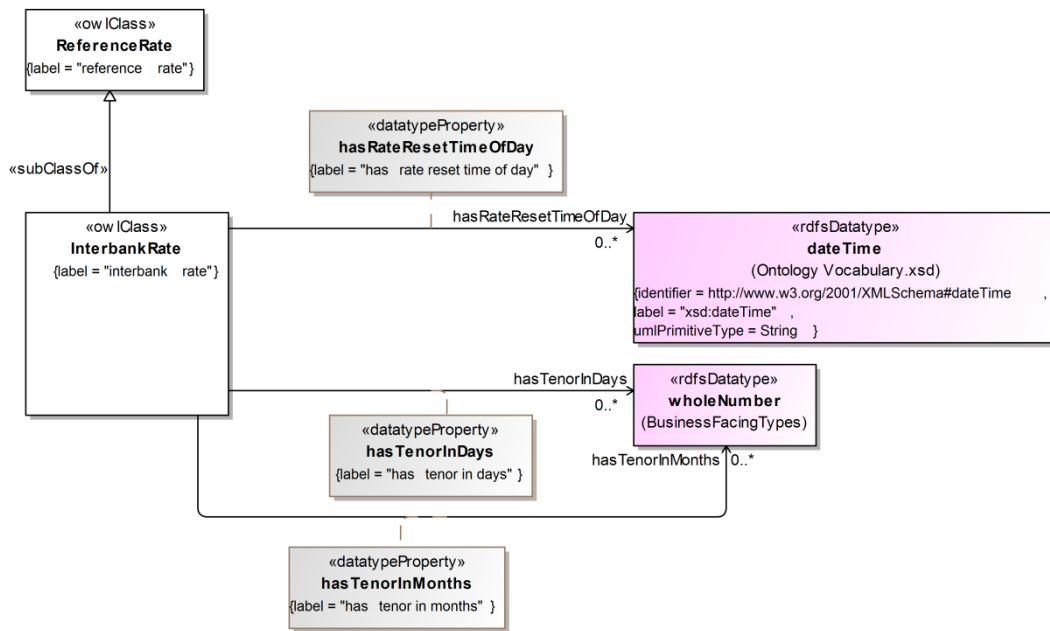 «owlClass»
ReferenceRate
{label = "reference rate"}
«subClassOf»
«datatypeProperty»
hasRateResetTimeOfDay
{label = "has rate reset time of day" }
«owlClass»
InterbankRate
{label = "interbank rate"}
hasRateResetTimeOfDay
0..*
«rdfsDatatype»
dateTime
(Ontology Vocabulary.xsd)
{identifier = http://www.w3.org/2001/XMLSchema#dateTime ,
label = "xsd:dateTime" ,
umlPrimitiveType = String }
hasTenorInDays
0..*
«rdfsDatatype»
wholeNumber
(BusinessFacingTypes)
«datatypeProperty»
hasTenorInDays
{label = "has tenor in days" }
hasTenorInMonths
0..*
«datatypeProperty»
hasTenorInMonths
{label = "has tenor in months" }